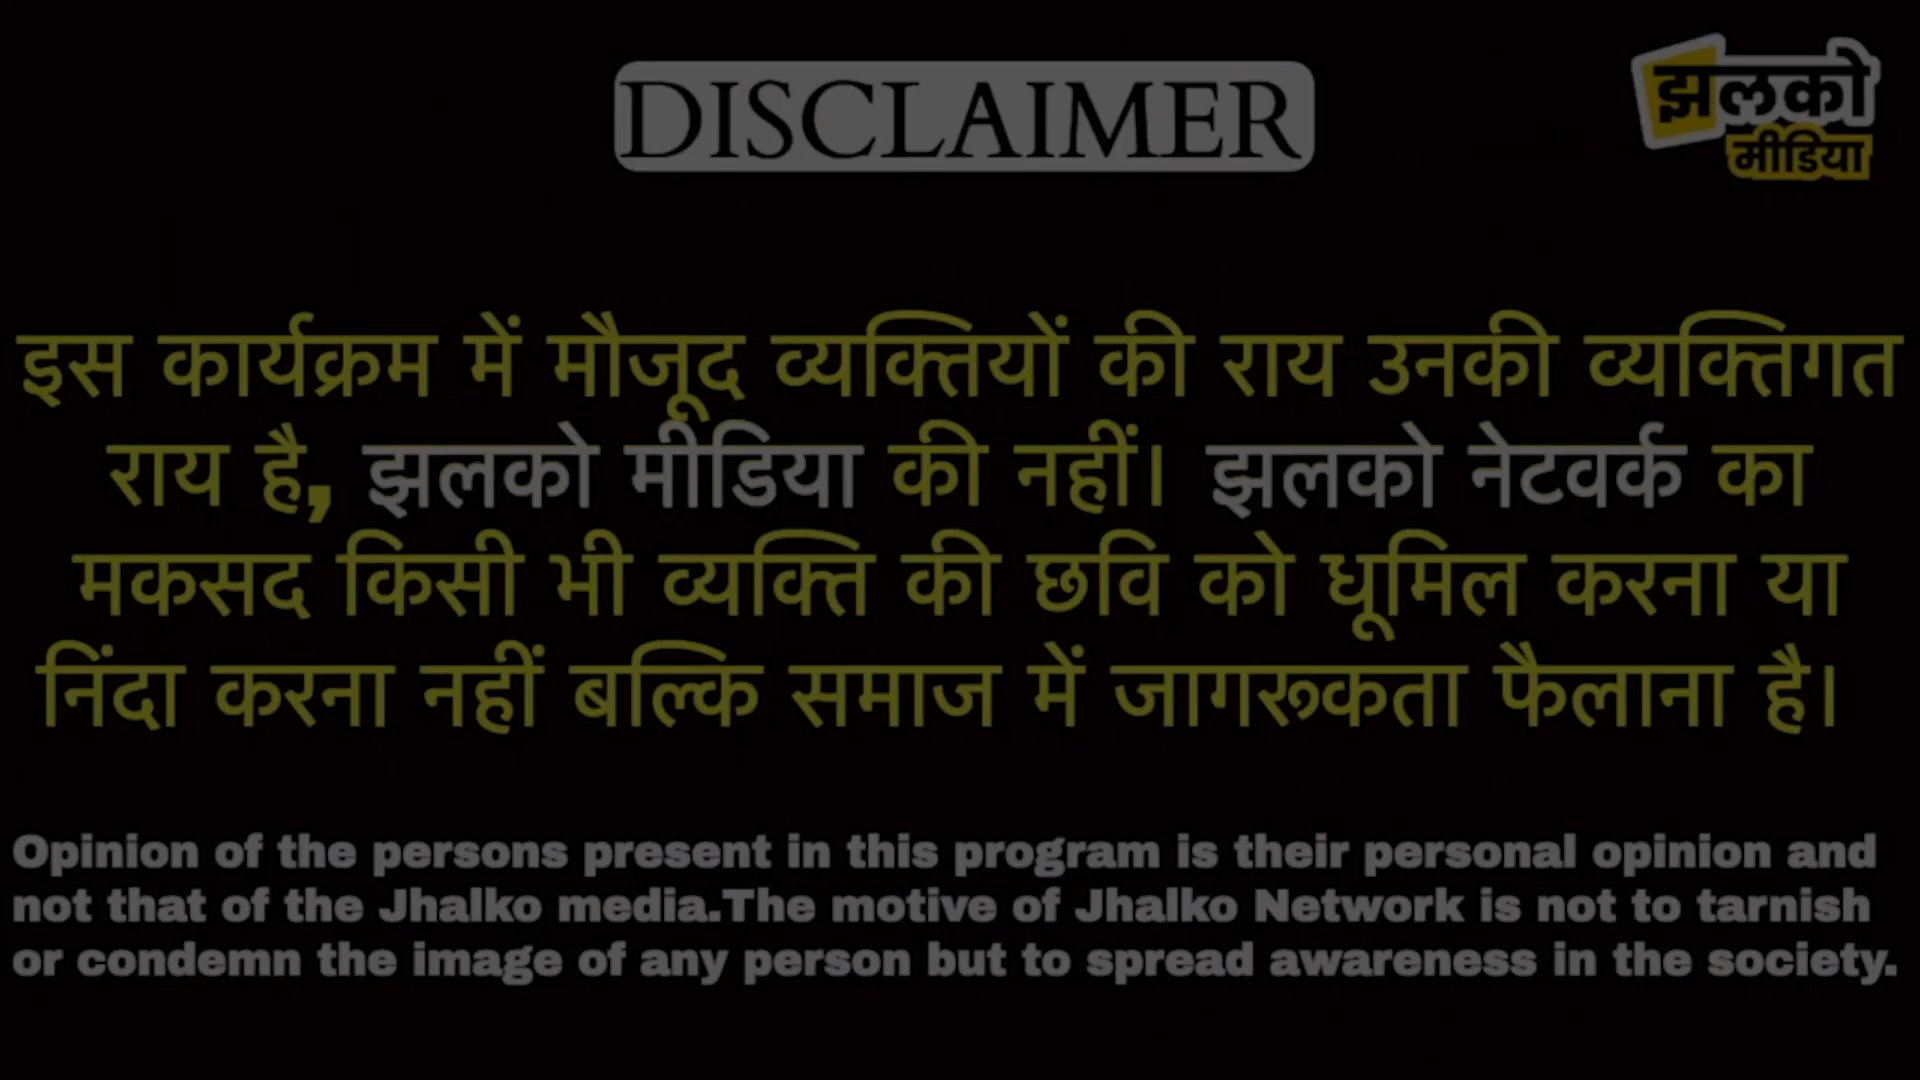 DISCLAIMER
झलको
मीडिया
इस कार्यक्रम में मौजूद व्यक्तियों की राय उनकी व्यक्तिगत
राय है, झलको मीडिया की नहीं। झलको नेटवर्क का
मकसद किसी भी व्यक्ति की छवि को धूमिल करना या
निंदा करना नहीं बल्कि समाज में जागरूकता फैलाना है।
Opinion of the persons present in this program is their personal opinion and
not that of the Jhalko media.The motive of Jhalko Network is not to tarnish
or condemn the image of any person but to spread awareness in the society.